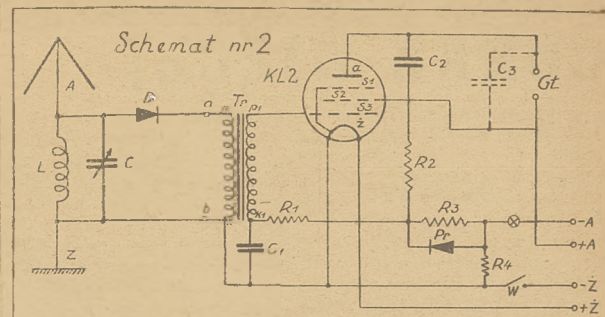 Schemat nr 2
A
KL2
a
S1
S2
S3
ż
C2
C3
Gt
D
a
Tr
p1
L
C
R2
b
k1
R1
R3
Pr
C1
R4
Z
W
-A
+A
-Ż
+Ż